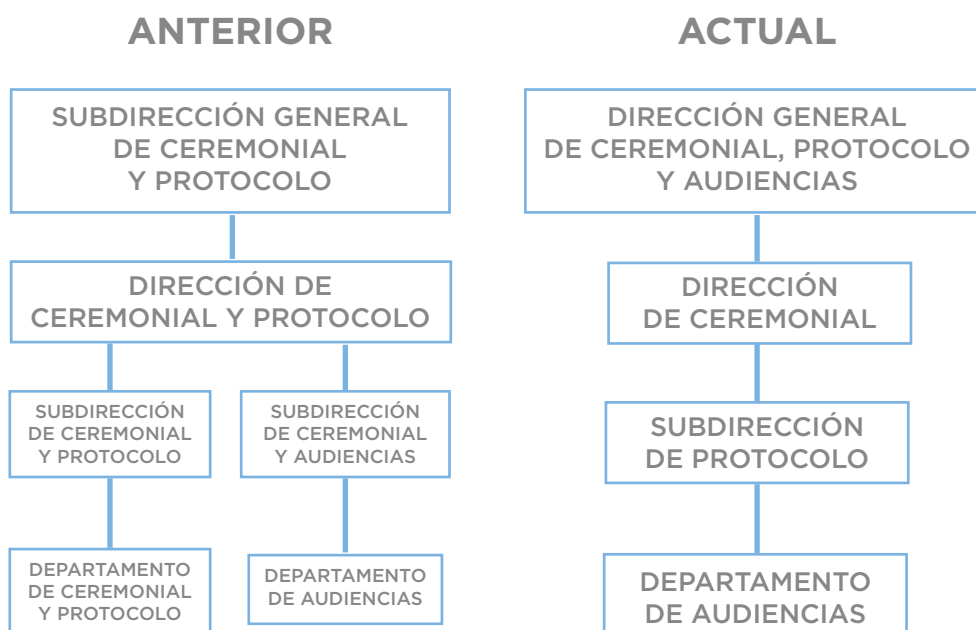 ANTERIOR
SUBDIRECCIÓN GENERAL
DE CEREMONIAL
Y PROTOCOLO
DIRECCIÓN DE
CEREMONIAL Y PROTOCOLO
SUBDIRECCIÓN
DE CEREMONIAL
Y PROTOCOLO
SUBDIRECCIÓN
DE CEREMONIAL
Y AUDIENCIAS
DEPARTAMENTO
DE CEREMONIAL
Y PROTOCOLO
DEPARTAMENTO
DE AUDIENCIAS
ACTUAL
DIRECCIÓN GENERAL
DE CEREMONIAL, PROTOCOLO
Y AUDIENCIAS
DIRECCIÓN
DE CEREMONIAL
SUBDIRECCIÓN
DE PROTOCOLO
DEPARTAMENTO
DE AUDIENCIAS